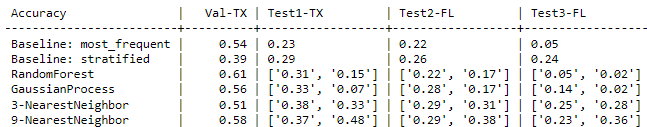 Accuracy | Val-TX | Test1-TX | Test2-FL | Test3-FL
Baseline: most_frequent | 0.54 | 0.23 | 0.22 | 0.05
Baseline: stratified | 0.39 | 0.29 | 0.26 | 0.24
RandomForest | 0.61 | ['0.31', '0.15'] | ['0.22', '0.17'] | ['0.05', '0.02']
GaussianProcess | 0.56 | ['0.33', '0.07'] | ['0.28', '0.17'] | ['0.14', '0.02']
3-NearestNeighbor | 0.51 | ['0.38', '0.33'] | ['0.29', '0.31'] | ['0.25', '0.28']
9-NearestNeighbor | 0.58 | ['0.37', '0.48'] | ['0.29', '0.38'] | ['0.23', '0.36']